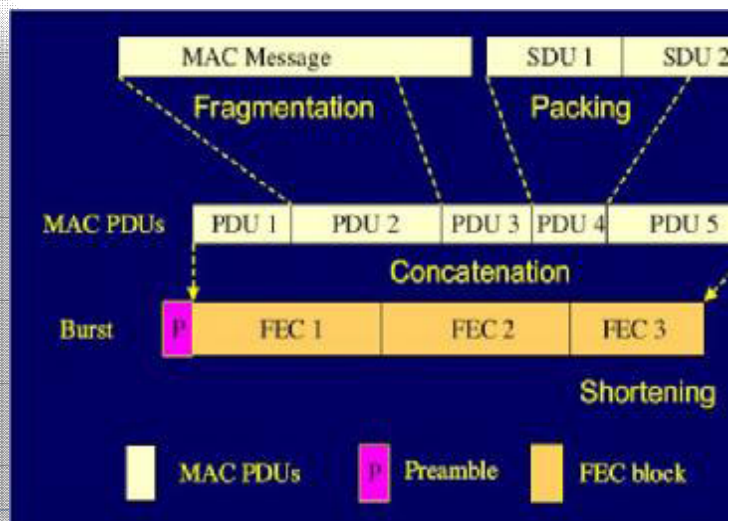 MAC Message SDU 1 SDU 2
Fragmentation Packing
MAC PDUs PDU 1 PDU 2 PDU 3 PDU 4 PDU 5
Concatenation
Burst P FEC 1 FEC 2 FEC 3
Shortening
MAC PDUs P Preamble FEC block